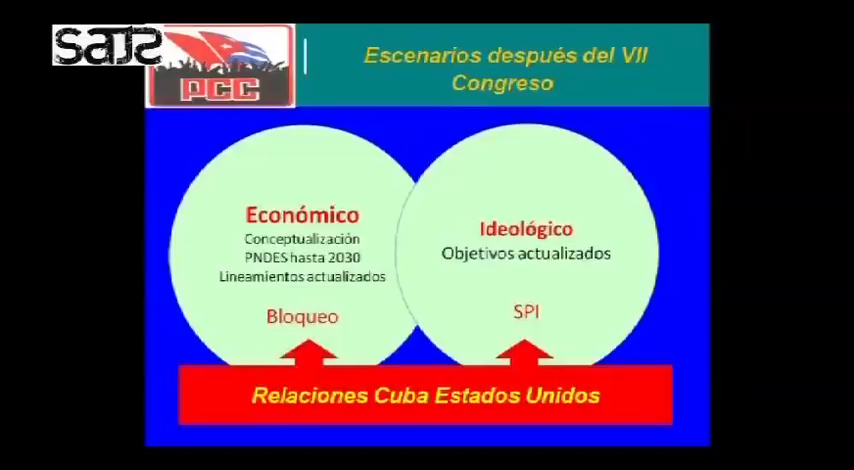 SATS
PCC
Escenarios después del VII
Congreso
Económico
Conceptualización
PNDES hasta 2030
Lineamientos actualizados
Bloqueo
Ideológico
Objetivos actualizados
SPI
Relaciones Cuba Estados Unidos